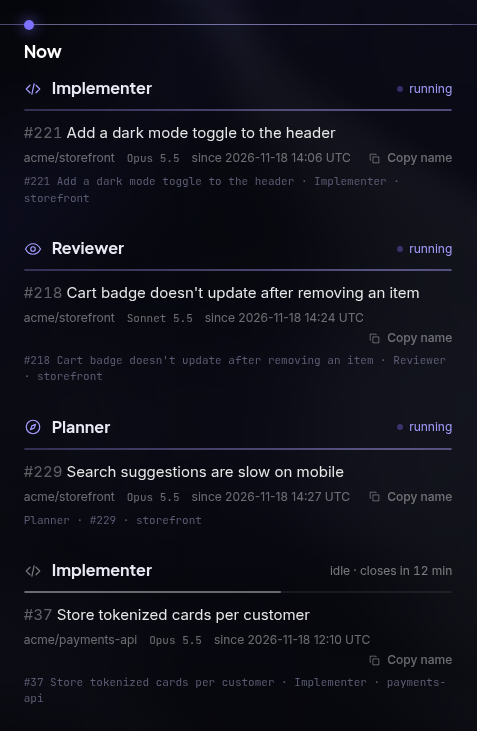 Now
Implementer running
#221 Add a dark mode toggle to the header
acme/storefront Opus 5.5 since 2026-11-18 14:06 UTC Copy name
#221 Add a dark mode toggle to the header · Implementer ·
storefront
Reviewer running
#218 Cart badge doesn't update after removing an item
acme/storefront Sonnet 5.5 since 2026-11-18 14:24 UTC
Copy name
#218 Cart badge doesn't update after removing an item · Reviewer
· storefront
Planner running
#229 Search suggestions are slow on mobile
acme/storefront Opus 5.5 since 2026-11-18 14:27 UTC Copy name
Planner · #229 · storefront
Implementer idle · closes in 12 min
#37 Store tokenized cards per customer
acme/payments-api Opus 5.5 since 2026-11-18 12:10 UTC
Copy name
#37 Store tokenized cards per customer · Implementer · payments-
api